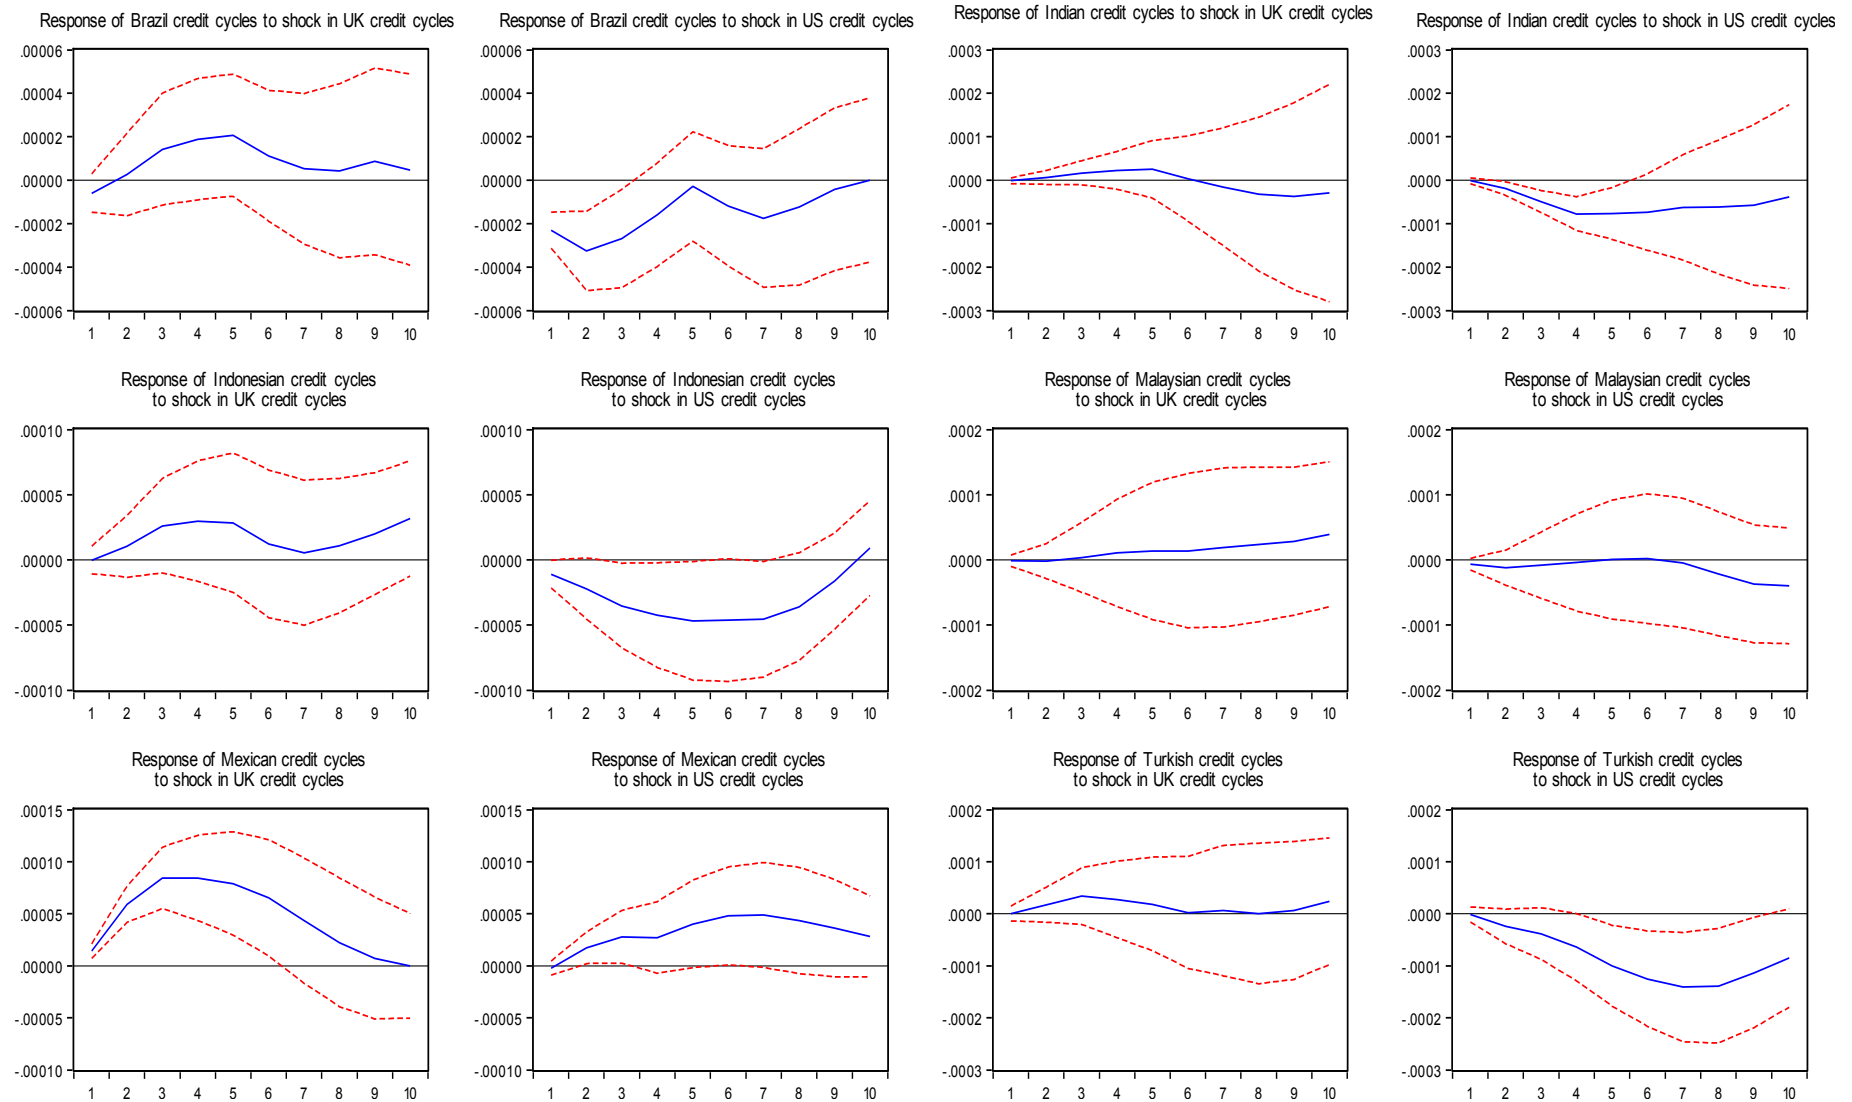 Response of Brazil credit cycles to shock in UK credit cycles
.00006
.00004
.00002
.00000
-.00002
-.00004
-.00006
1 2 3 4 5 6 7 8 9 10
Response of Brazil credit cycles to shock in US credit cycles
.00006
.00004
.00002
.00000
-.00002
-.00004
-.00006
1 2 3 4 5 6 7 8 9 10
Response of Indian credit cycles to shock in UK credit cycles
.0003
.0002
.0001
.0000
-.0001
-.0002
-.0003
1 2 3 4 5 6 7 8 9 10
Response of Indian credit cycles to shock in US credit cycles
.0003
.0002
.0001
.0000
-.0001
-.0002
-.0003
1 2 3 4 5 6 7 8 9 10
Response of Indonesian credit cycles
to shock in UK credit cycles
.00010
.00005
.00000
-.00005
-.00010
1 2 3 4 5 6 7 8 9 10
Response of Indonesian credit cycles
to shock in US credit cycles
.00010
.00005
.00000
-.00005
-.00010
1 2 3 4 5 6 7 8 9 10
Response of Malaysian credit cycles
to shock in UK credit cycles
.0002
.0001
.0000
-.0001
-.0002
1 2 3 4 5 6 7 8 9 10
Response of Malaysian credit cycles
to shock in US credit cycles
.0002
.0001
.0000
-.0001
-.0002
1 2 3 4 5 6 7 8 9 10
Response of Mexican credit cycles
to shock in UK credit cycles
.00015
.00010
.00005
.00000
-.00005
-.00010
1 2 3 4 5 6 7 8 9 10
Response of Mexican credit cycles
to shock in US credit cycles
.00015
.00010
.00005
.00000
-.00005
-.00010
1 2 3 4 5 6 7 8 9 10
Response of Turkish credit cycles
to shock in UK credit cycles
.0002
.0001
.0000
-.0001
-.0002
-.0003
1 2 3 4 5 6 7 8 9 10
Response of Turkish credit cycles
to shock in US credit cycles
.0002
.0001
.0000
-.0001
-.0002
-.0003
1 2 3 4 5 6 7 8 9 10